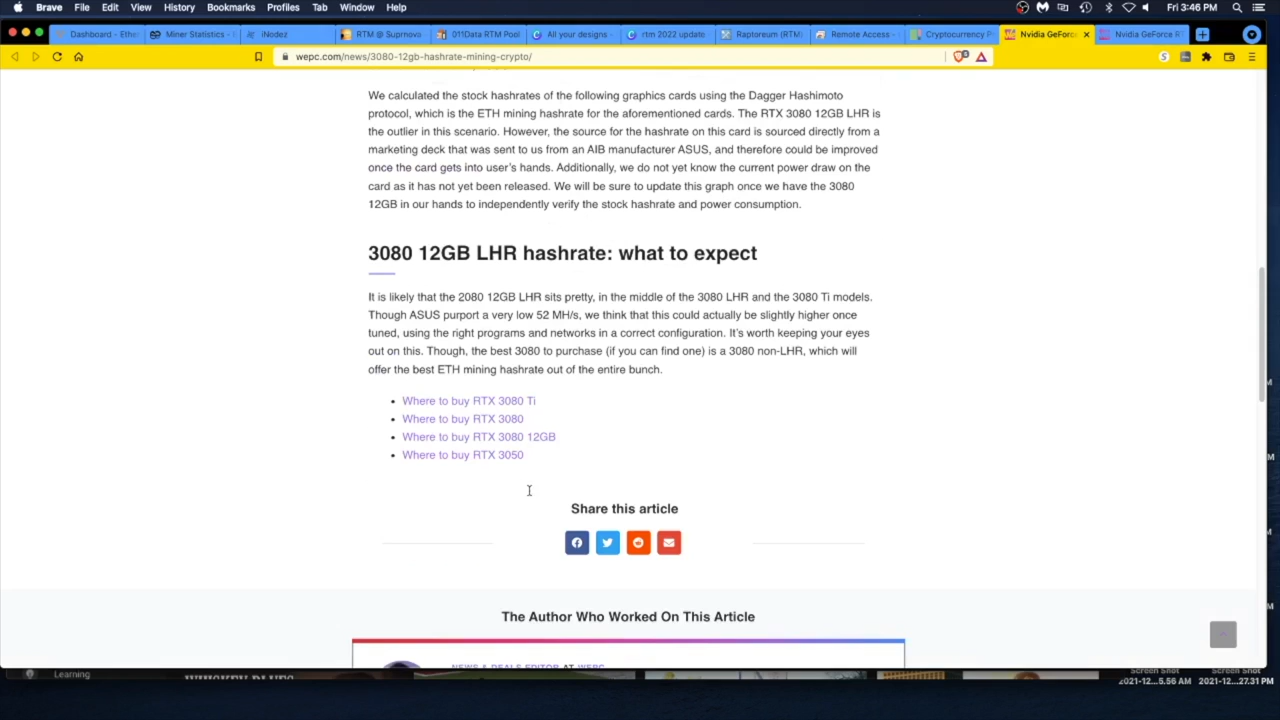 Brave File Edit View History Bookmarks Profiles Tab Window Help Fri 3:46 PM
Dashboard - Ether Miner Statistics - iNodez RTM @ Suprnova 011Data RTM Pool All your designs - rtm 2022 update Raptoreum (RTM) Remote Access - Cryptocurrency P Nvidia GeForc Nvidia GeForce RT
wepc.com/news/3080-12gb-hashrate-mining-crypto/
We calculated the stock hashrates of the following graphics cards using the Dagger Hashimoto
protocol, which is the ETH mining hashrate for the aforementioned cards. The RTX 3080 12GB LHR is
the outlier in this scenario. However, the source for the hashrate on this card is sourced directly from a
marketing deck that was sent to us from an AIB manufacturer ASUS, and therefore could be improved
once the card gets into user's hands. Additionally, we do not yet know the current power draw on the
card as it has not yet been released. We will be sure to update this graph once we have the 3080
12GB in our hands to independently verify the stock hashrate and power consumption.
3080 12GB LHR hashrate: what to expect
It is likely that the 2080 12GB LHR sits pretty, in the middle of the 3080 LHR and the 3080 Ti models.
Though ASUS purport a very low 52 MH/s, we think that this could actually be slightly higher once
tuned, using the right programs and networks in a correct configuration. It's worth keeping your eyes
out on this. Though, the best 3080 to purchase (if you can find one) is a 3080 non-LHR, which will
offer the best ETH mining hashrate out of the entire bunch.
• Where to buy RTX 3080 Ti
• Where to buy RTX 3080
• Where to buy RTX 3080 12GB
• Where to buy RTX 3050
Share this article
The Author Who Worked On This Article
NEWS & DEALS EDITOR AT WEPC
Learning
Screen Shot Screen Shot
2021-12...5.56 AM 2021-12...27.31 PM